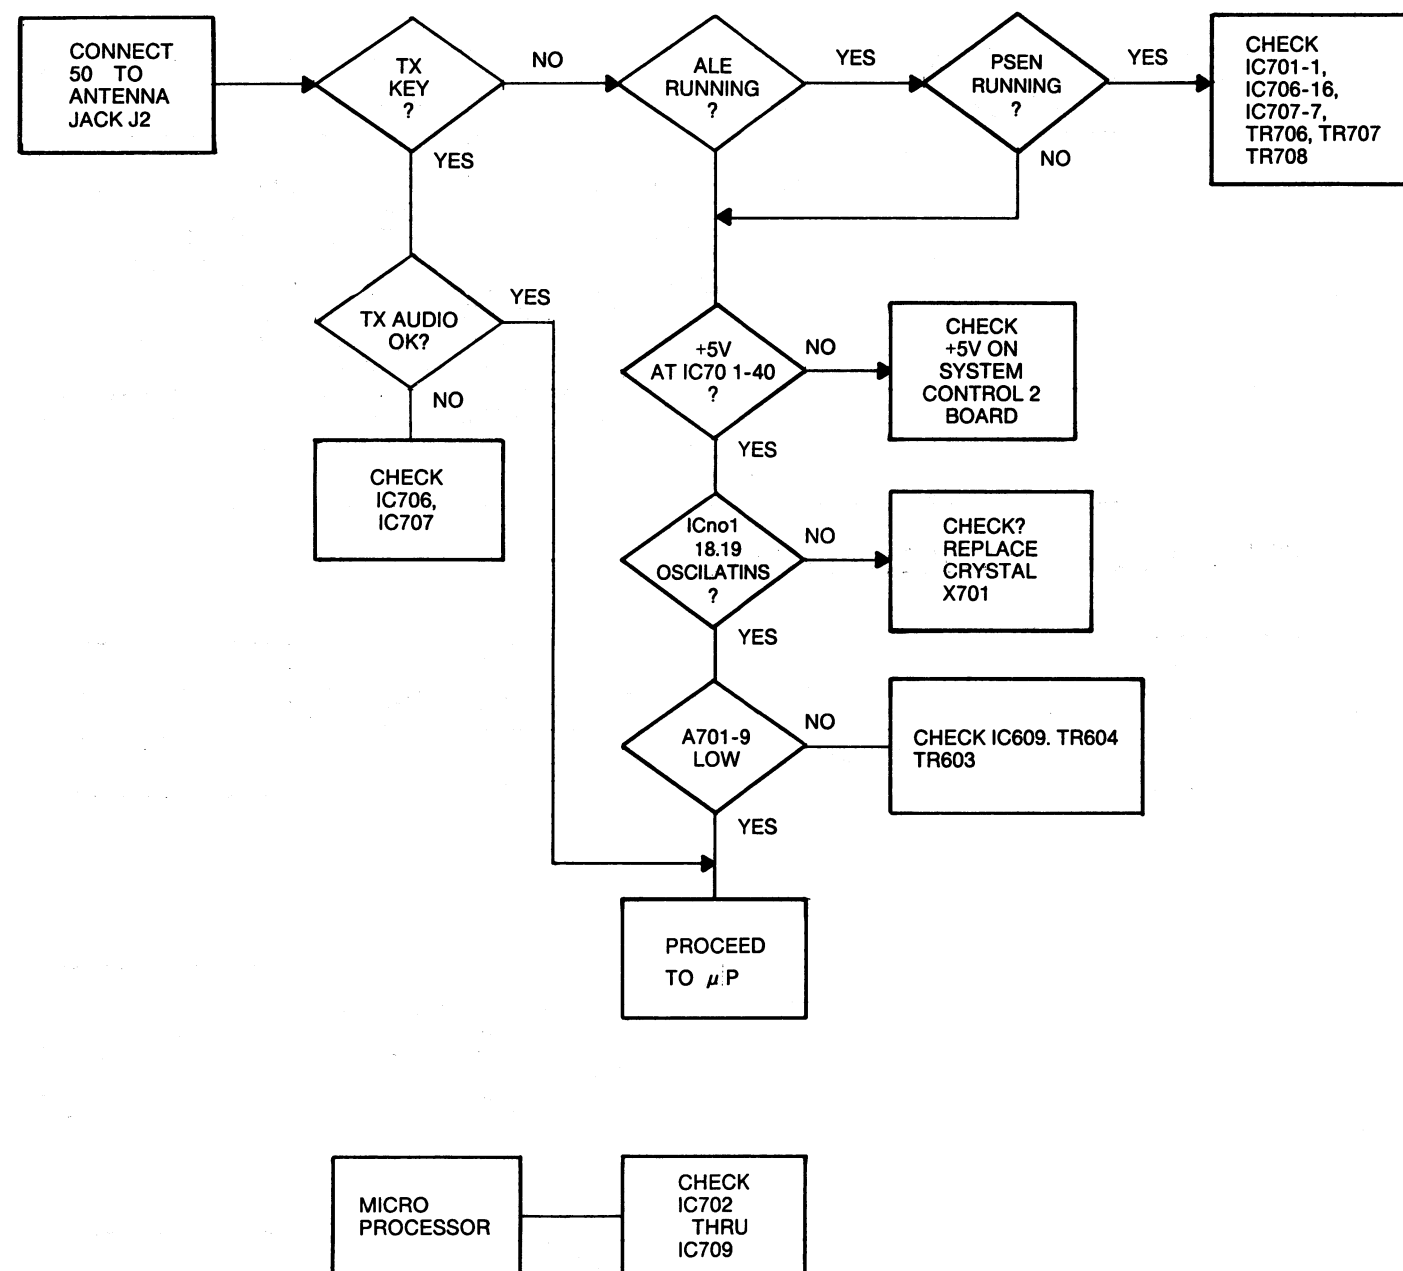 CONNECT
50 TO
ANTENNA
JACK J2
TX
KEY
?
NO
YES
ALE
RUNNING
?
YES
PSEN
RUNNING
?
YES
NO
CHECK
IC701-1,
IC706-16,
IC707-7,
TR706, TR707
TR708
TX AUDIO
OK?
YES
NO
CHECK
IC706,
IC707
+5V
AT IC70 1-40
?
NO
YES
CHECK
+5V ON
SYSTEM
CONTROL 2
BOARD
ICno1
18.19
OSCILATINS
?
NO
YES
CHECK?
REPLACE
CRYSTAL
X701
A701-9
LOW
NO
YES
CHECK IC609. TR604
TR603
PROCEED
TO μP
MICRO
PROCESSOR
CHECK
IC702
THRU
IC709